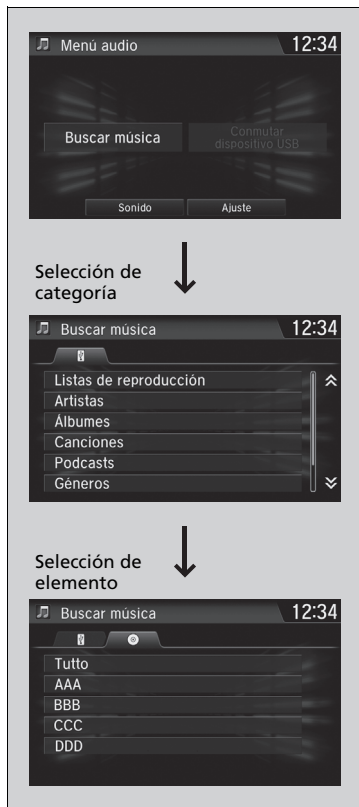 Menú audio 12:34
Buscar música
Conmutar
dispositivo USB
Sonido Ajuste
Selección de
categoría
Buscar música 12:34
Listas de reproducción
Artistas
Álbumes
Canciones
Podcasts
Géneros
Selección de
elemento
Buscar música 12:34
Tutto
AAA
BBB
CCC
DDD